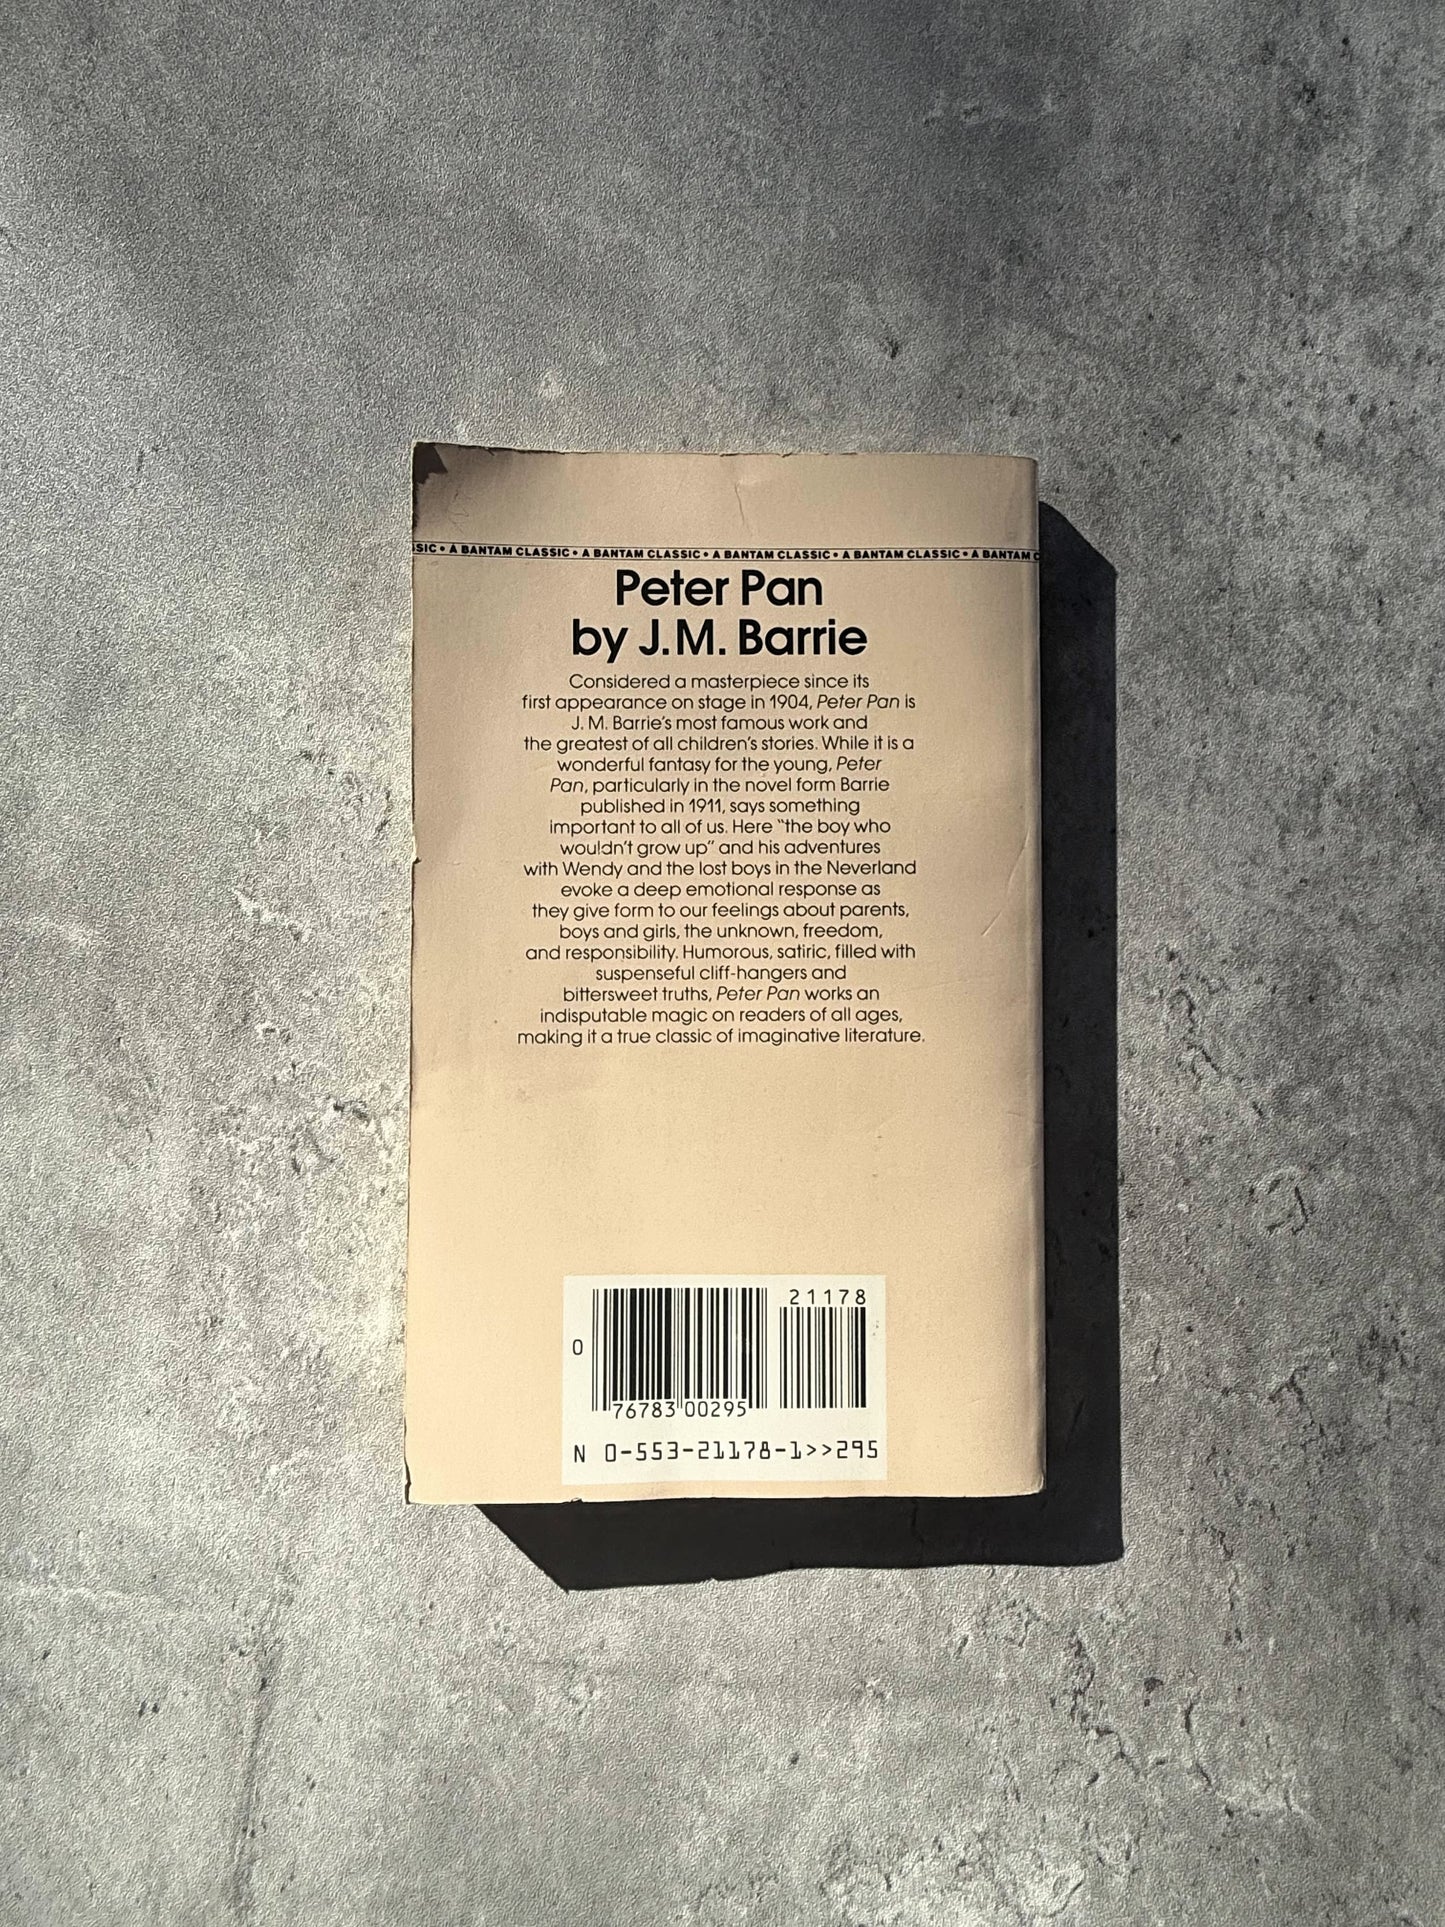 SSIC • A BANTAM CLASSIC • A BANTAM CLASSIC • A BANTAM CLASSIC • A BANTAM CLASSIC • A BANTAM C
Peter Pan
by J.M. Barrie
Considered a masterpiece since its
first appearance on stage in 1904, Peter Pan is
J. M. Barrie's most famous work and
the greatest of all children's stories. While it is a
wonderful fantasy for the young, Peter
Pan, particularly in the novel form Barrie
published in 1911, says something
important to all of us. Here "the boy who
wouldn't grow up" and his adventures
with Wendy and the lost boys in the Neverland
evoke a deep emotional response as
they give form to our feelings about parents,
boys and girls, the unknown, freedom,
and responsibility. Humorous, satiric, filled with
suspenseful cliff-hangers and
bittersweet truths, Peter Pan works an
indisputable magic on readers of all ages,
making it a true classic of imaginative literature.
21178
0
76783 00295
N 0-553-21178-1>>295